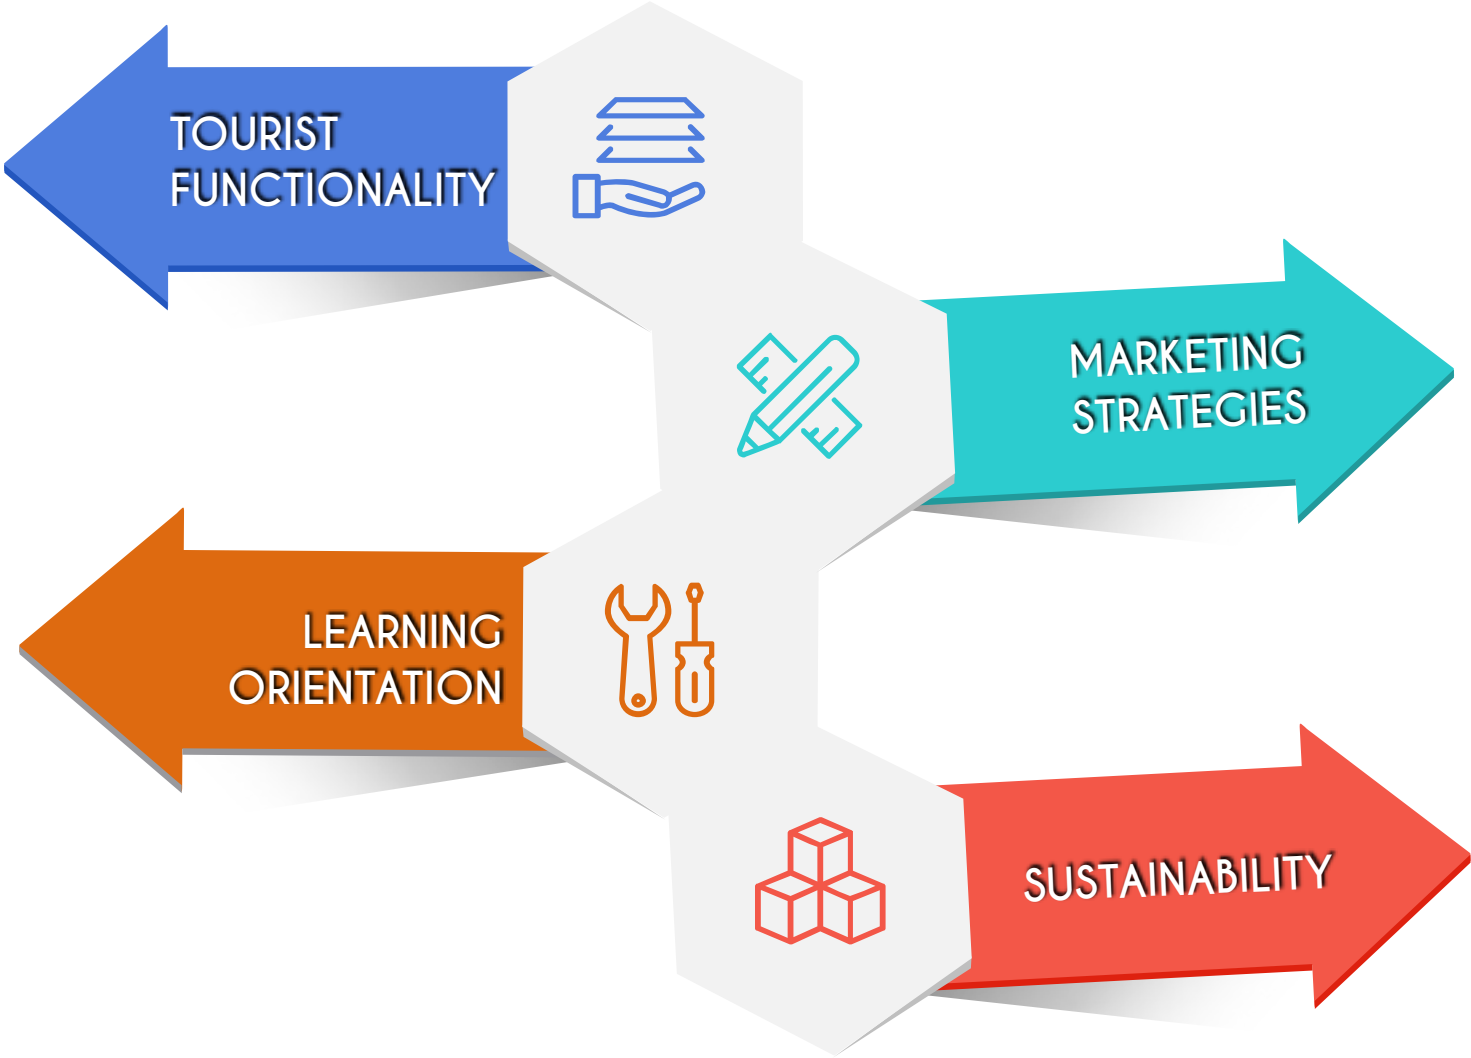 TOURIST
FUNCTIONALITY
MARKETING
STRATEGIES
LEARNING
ORIENTATION
SUSTAINABILITY